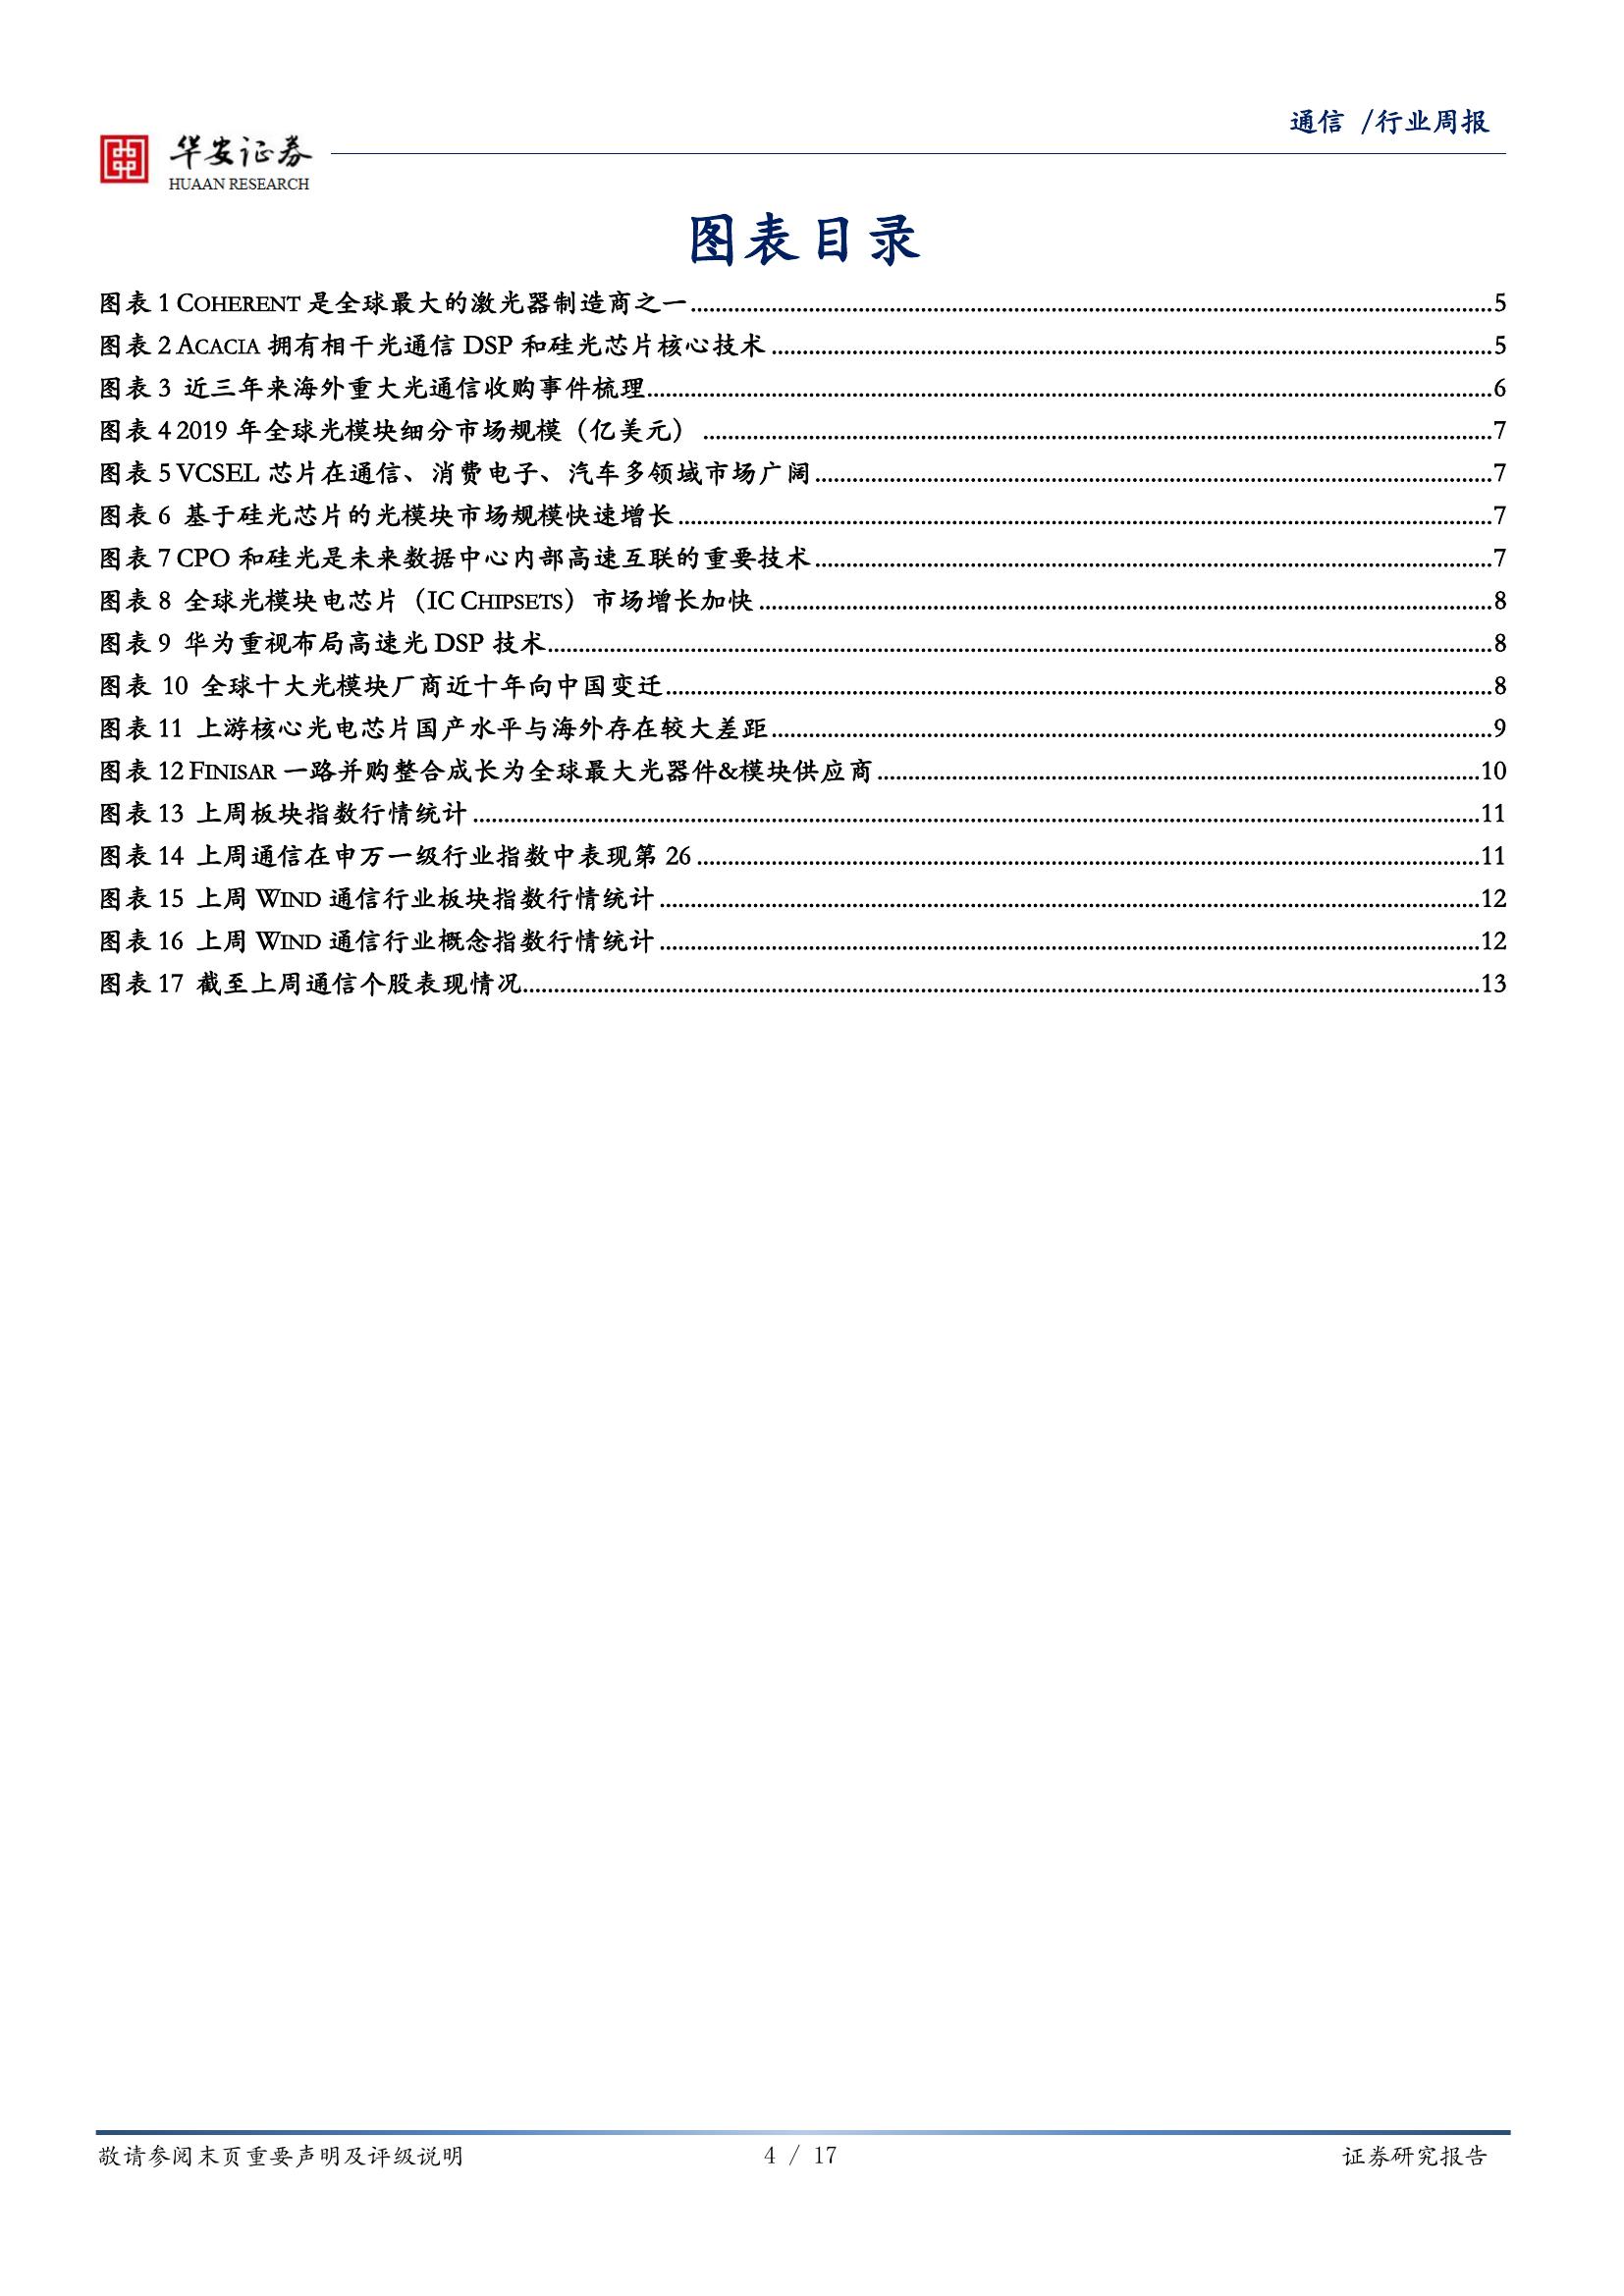 通信 /行业周报
华安证券
HUAAN RESEARCH
图表目录
图表 1 COHERENT 是全球最大的激光器制造商之一..........5
图表 2 ACACIA 拥有相干光通信 DSP 和硅光芯片核心技术..........5
图表 3 近三年来海外重大光通信收购事件梳理..........6
图表 4 2019 年全球光模块细分市场规模（亿美元）..........7
图表 5 VCSEL 芯片在通信、消费电子、汽车多领域市场广阔..........7
图表 6 基于硅光芯片的光模块市场规模快速增长..........7
图表 7 CPO 和硅光是未来数据中心内部高速互联的重要技术..........7
图表 8 全球光模块电芯片（IC CHIPSETS）市场增长加快..........8
图表 9 华为重视布局高速光 DSP 技术..........8
图表 10 全球十大光模块厂商近十年向中国变迁..........8
图表 11 上游核心光电芯片国产水平与海外存在较大差距..........9
图表 12 FINISAR 一路并购整合成长为全球最大光器件&模块供应商..........10
图表 13 上周板块指数行情统计..........11
图表 14 上周通信在申万一级行业指数中表现第 26..........11
图表 15 上周 WIND 通信行业板块指数行情统计..........12
图表 16 上周 WIND 通信行业概念指数行情统计..........12
图表 17 截至上周通信个股表现情况..........13
敬请参阅末页重要声明及评级说明 4 / 17 证券研究报告